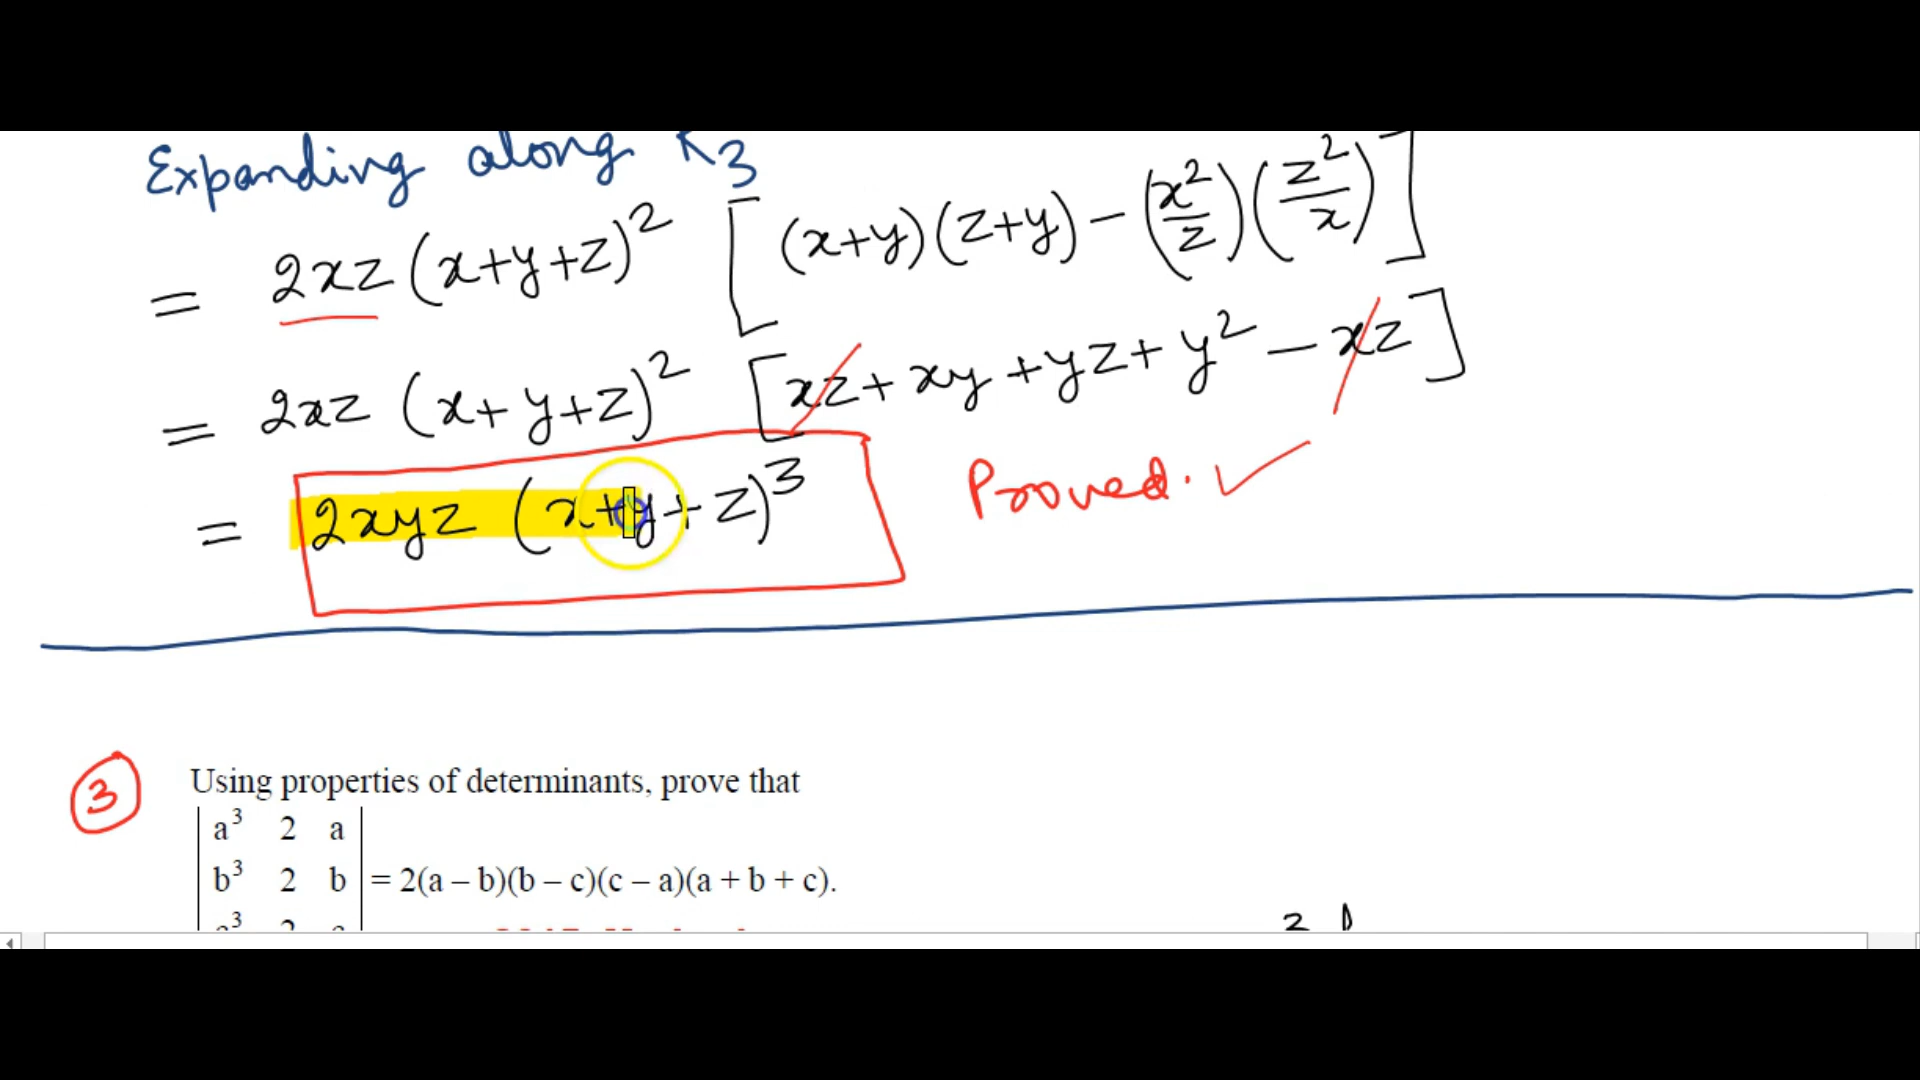 Expanding along R3
= 2xz (x+y+z)² [(x+y)(z+y) − (x²/z)(z²/x)]
= 2xz (x+y+z)² [xz + xy + yz + y² − xz]
= 2xyz (x+y+z)³ Proved. ✓
3 Using properties of determinants, prove that
a³ 2 a
b³ 2 b = 2(a – b)(b – c)(c – a)(a + b + c).